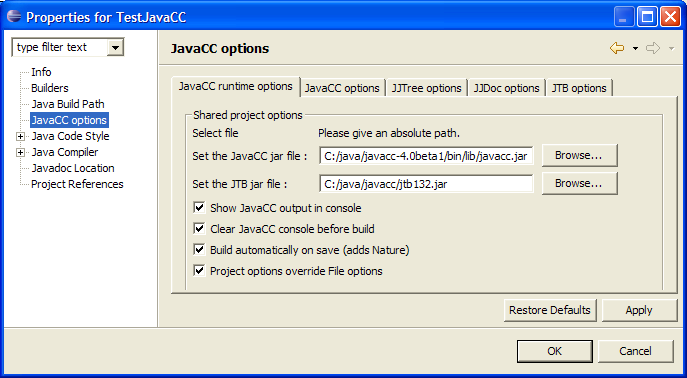 Properties for TestJavaCC
type filter text
JavaCC options
Info
Builders
Java Build Path
JavaCC options
Java Code Style
Java Compiler
Javadoc Location
Project References
JavaCC runtime options
JavaCC options
JJTree options
JJDoc options
JTB options
Shared project options
Select file
Please give an absolute path.
Set the JavaCC jar file :
C:/java/javacc-4.0beta1/bin/lib/javacc.jar
Browse...
Set the JTB jar file :
C:/java/javacc/jtb132.jar
Browse...
Show JavaCC output in console
Clear JavaCC console before build
Build automatically on save (adds Nature)
Project options override File options
Restore Defaults
Apply
OK
Cancel